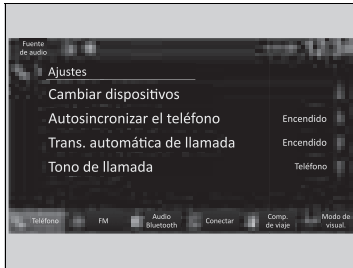 Fuente
de audio
Ajustes
Cambiar dispositivos
Autosincronizar el teléfono Encendido
Trans. automática de llamada Encendido
Tono de llamada Teléfono
Teléfono FM Audio Bluetooth Conectar Comp. de viaje Modo de visual.